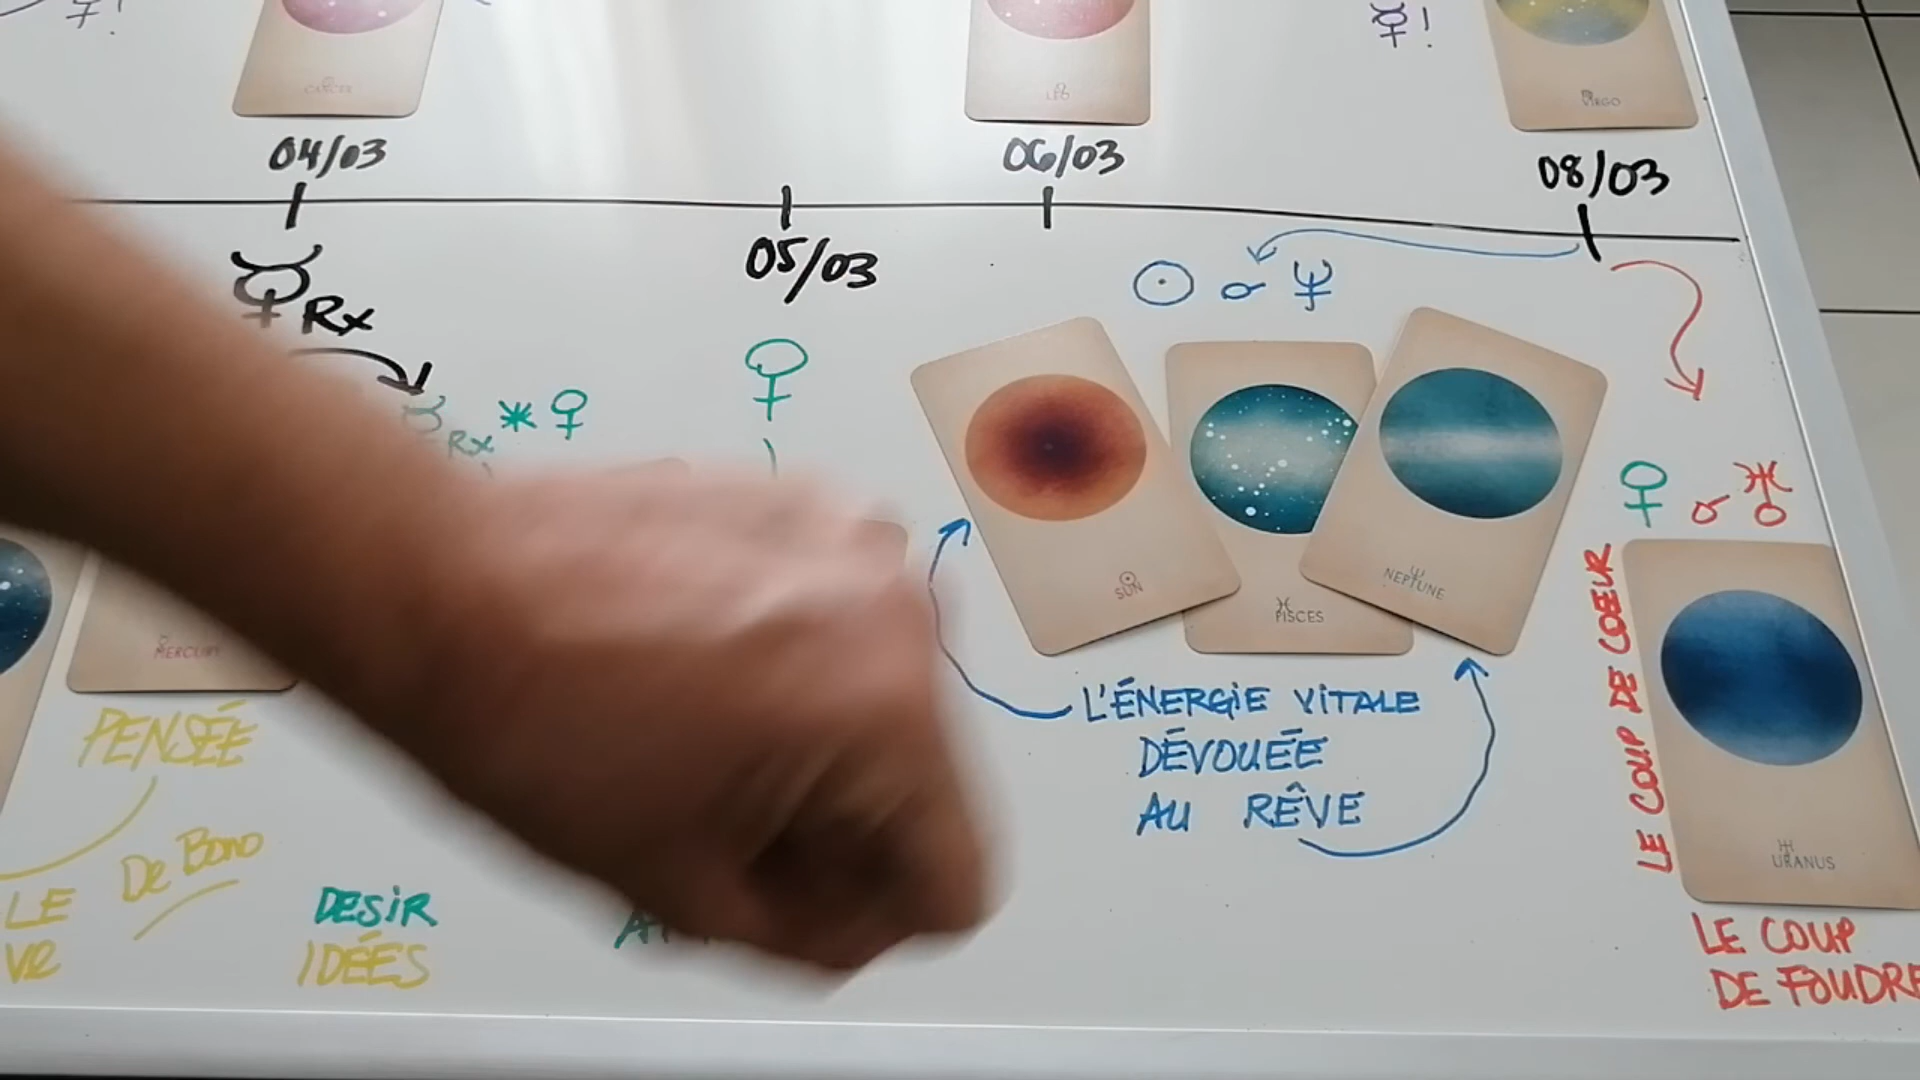 CANCER
LEO
VIRGO
04/03
06/03
08/03
05/03
Rx
Rx
SUN
PISCES
NEPTUNE
MERCURY
URANUS
LE COUP DE COEUR
PENSÉE
De Bono
LE
DESIR
IDÉES
L'ÉNERGIE VITALE
DÉVOUÉE
AU RÊVE
LE COUP
DE FOUDRE